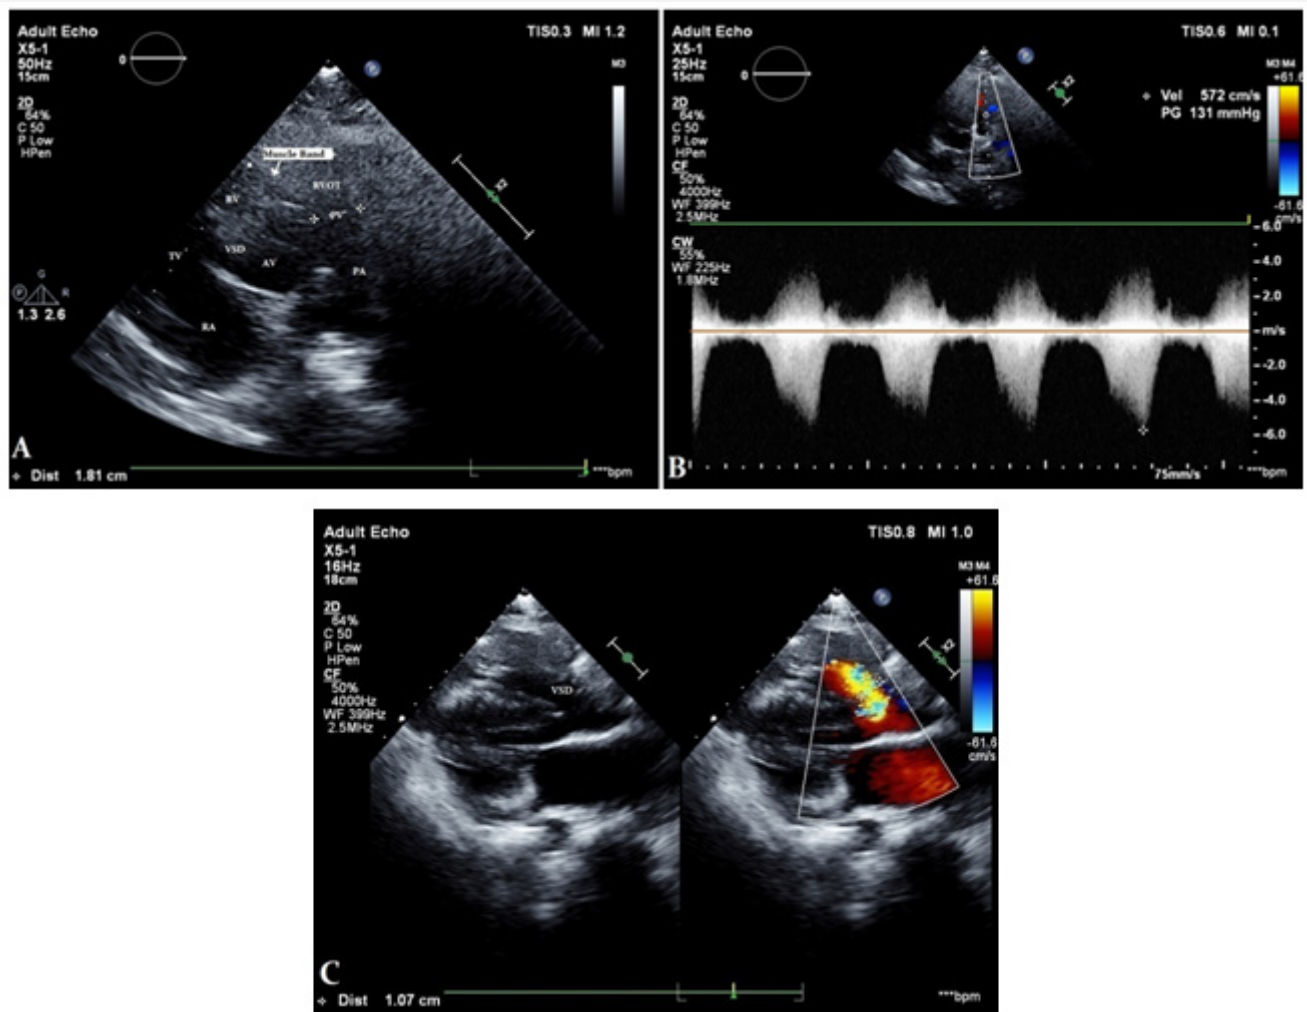 Adult Echo
TIS0.3 MI 1.2
X5-1
50Hz
15cm
0
M3
2D
64%
C 50
P Low
HPen
Muscle Band
X2
RVOT
RV
"PV"
VSD
TV
AV
PA
G
P R
1.3 2.6
RA
A
Dist 1.81 cm
***bpm
Adult Echo
TIS0.6 MI 0.1
X5-1
25Hz
15cm
0
M3 M4
+61.6
X2
Vel 572 cm/s
PG 131 mmHg
2D
64%
C 50
P Low
HPen
CF
50%
4000Hz
WF 399Hz
2.5MHz
-61.6
cm/s
-6.0
CW
55%
WF 225Hz
1.8MHz
-4.0
-2.0
-m/s
--2.0
--4.0
--6.0
B
75mm/s
***bpm
Adult Echo
TIS0.8 MI 1.0
X5-1
16Hz
18cm
M3 M4
+61.6
2D
64%
C 50
P Low
HPen
CF
50%
4000Hz
WF 399Hz
2.5MHz
X2
VSD
-61.6
cm/s
C
Dist 1.07 cm
***bpm